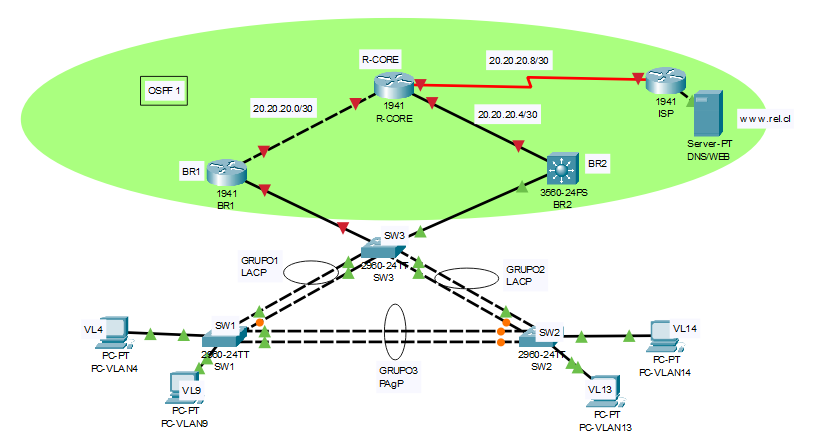 R-CORE
20.20.20.8/30
OSPF 1
1941
R-CORE
1941
ISP
20.20.20.0/30
20.20.20.4/30
www.rel.cl
Server-PT
DNS/WEB
BR1
1941
BR1
BR2
3560-24PS
BR2
SW3
2960-24TT
SW3
GRUPO1
LACP
GRUPO2
LACP
VL4
PC-PT
PC-VLAN4
SW1
2960-24TT
SW1
SW2
2960-24TT
SW2
VL14
PC-PT
PC-VLAN14
GRUPO3
PAgP
VL9
PC-PT
PC-VLAN9
VL13
PC-PT
PC-VLAN13